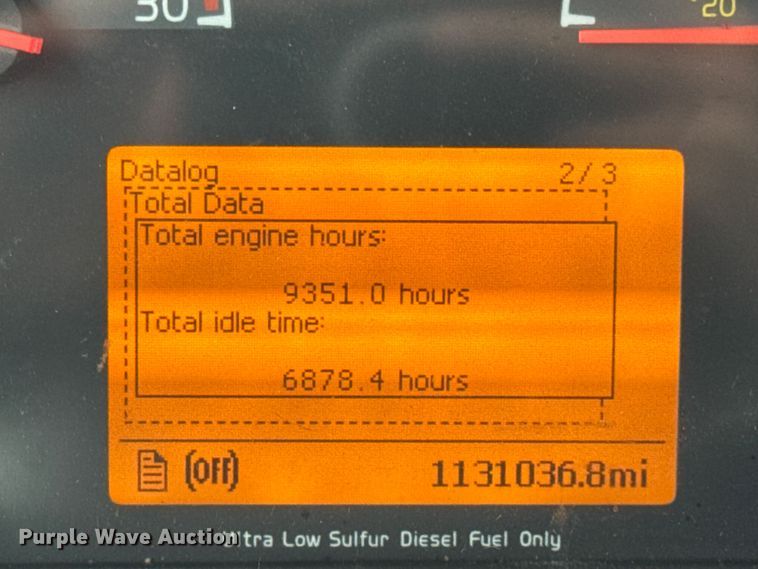 30
20
Datalog 2/3
Total Data
Total engine hours:
9351.0 hours
Total idle time:
6878.4 hours
(OFF) 1131036.8mi
Purple Wave Auction
Ultra Low Sulfur Diesel Fuel Only